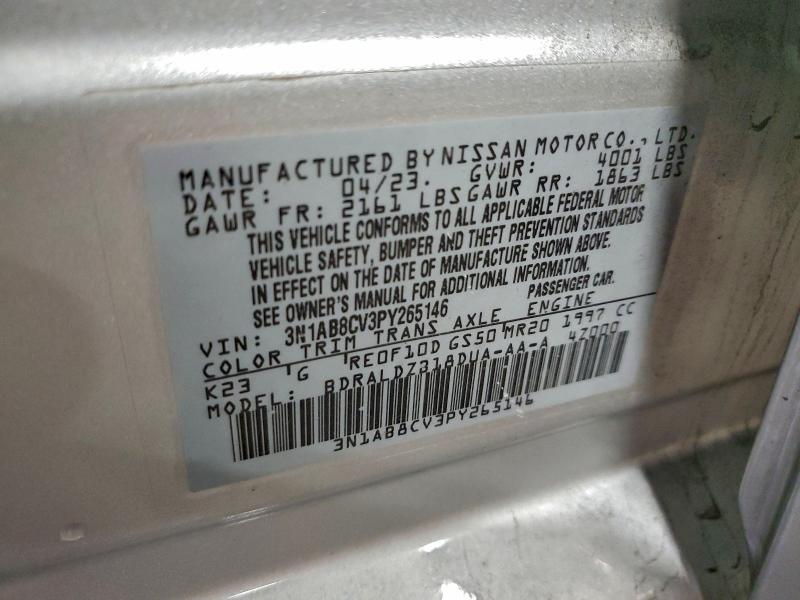 MANUFACTURED BY NISSAN MOTOR CO., LTD.
DATE: 04/23. GVWR: 4001 LBS
GAWR FR: 2161 LBS GAWR RR: 1863 LBS
THIS VEHICLE CONFORMS TO ALL APPLICABLE FEDERAL MOTOR
VEHICLE SAFETY, BUMPER AND THEFT PREVENTION STANDARDS
IN EFFECT ON THE DATE OF MANUFACTURE SHOWN ABOVE.
SEE OWNER'S MANUAL FOR ADDITIONAL INFORMATION.
VIN: 3N1AB8CV3PY265146 PASSENGER CAR.
COLOR TRIM TRANS AXLE ENGINE
K23 G RE0F10D GS50 MR20 1997 CC
MODEL: BDRALDZ318DUA-AA-A 4Z000
3N1AB8CV3PY265146